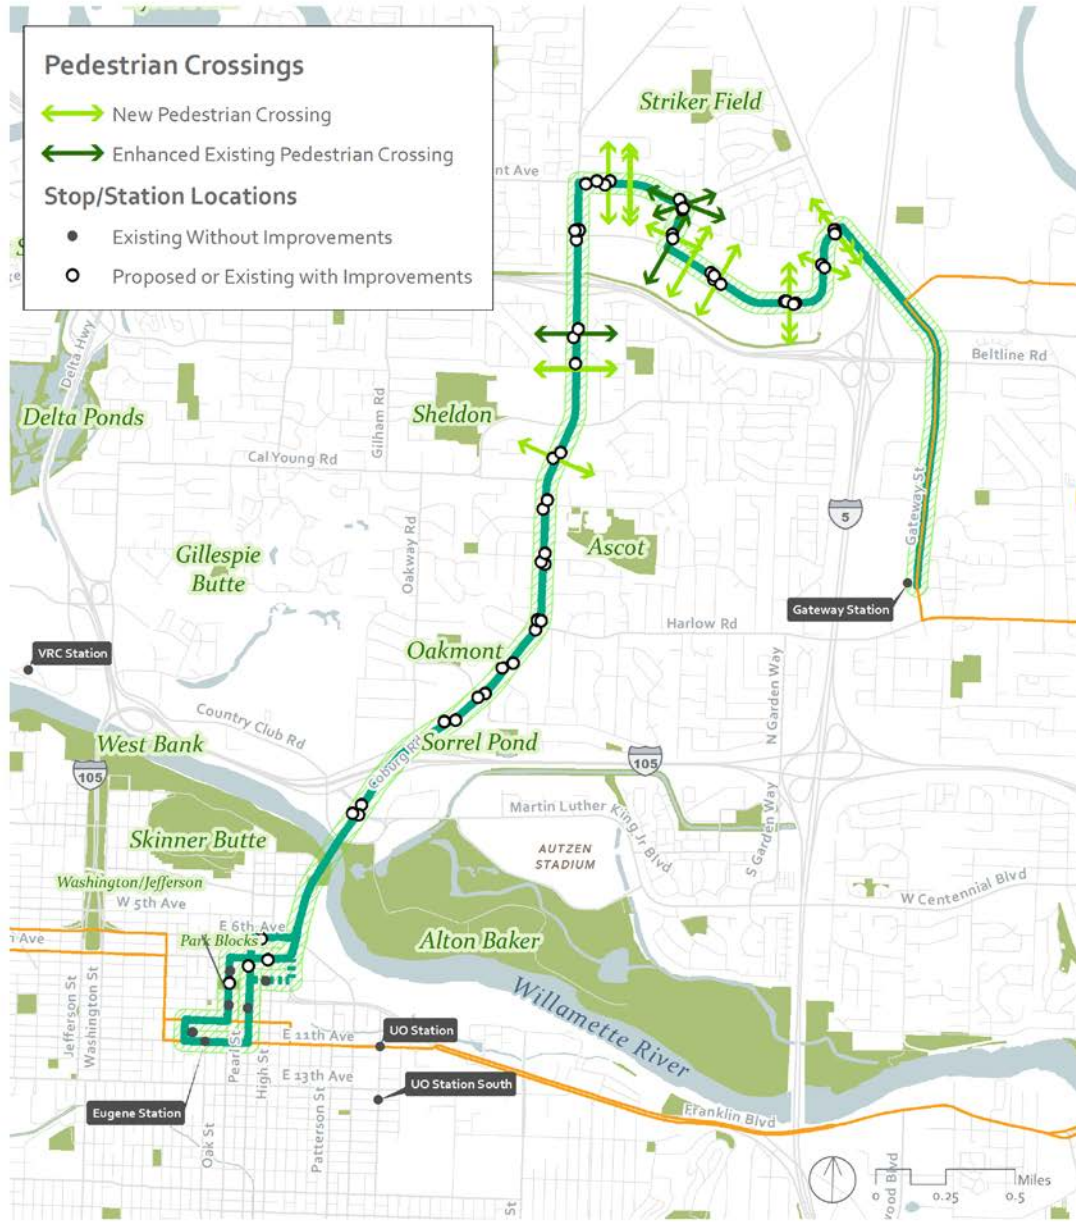 Pedestrian Crossings
New Pedestrian Crossing
Enhanced Existing Pedestrian Crossing
Stop/Station Locations
Existing Without Improvements
Proposed or Existing with Improvements
Striker Field
nt Ave
Delta Hwy
Beltline Rd
Delta Ponds
Sheldon
Gilham Rd
Cal Young Rd
Gateway St
5
Oakway Rd
Ascot
Gillespie
Butte
Gateway Station
Harlow Rd
VRC Station
Oakmont
N Garden Way
Country Club Rd
West Bank
Sorrel Pond
Coburg Rd
105
105
Martin Luther King Jr Blvd
Skinner Butte
AUTZEN
STADIUM
S Garden Way
Washington/Jefferson
W 5th Ave
W Centennial Blvd
E 6th Ave
Park Blocks
Alton Baker
Ave
Willamette River
Jefferson St
Washington St
Pearl St
High St
E 11th Ave
UO Station
E 13th Ave
UO Station South
Eugene Station
Franklin Blvd
Oak St
Patterson St
St
wood Blvd
Miles
0
0.25
0.5